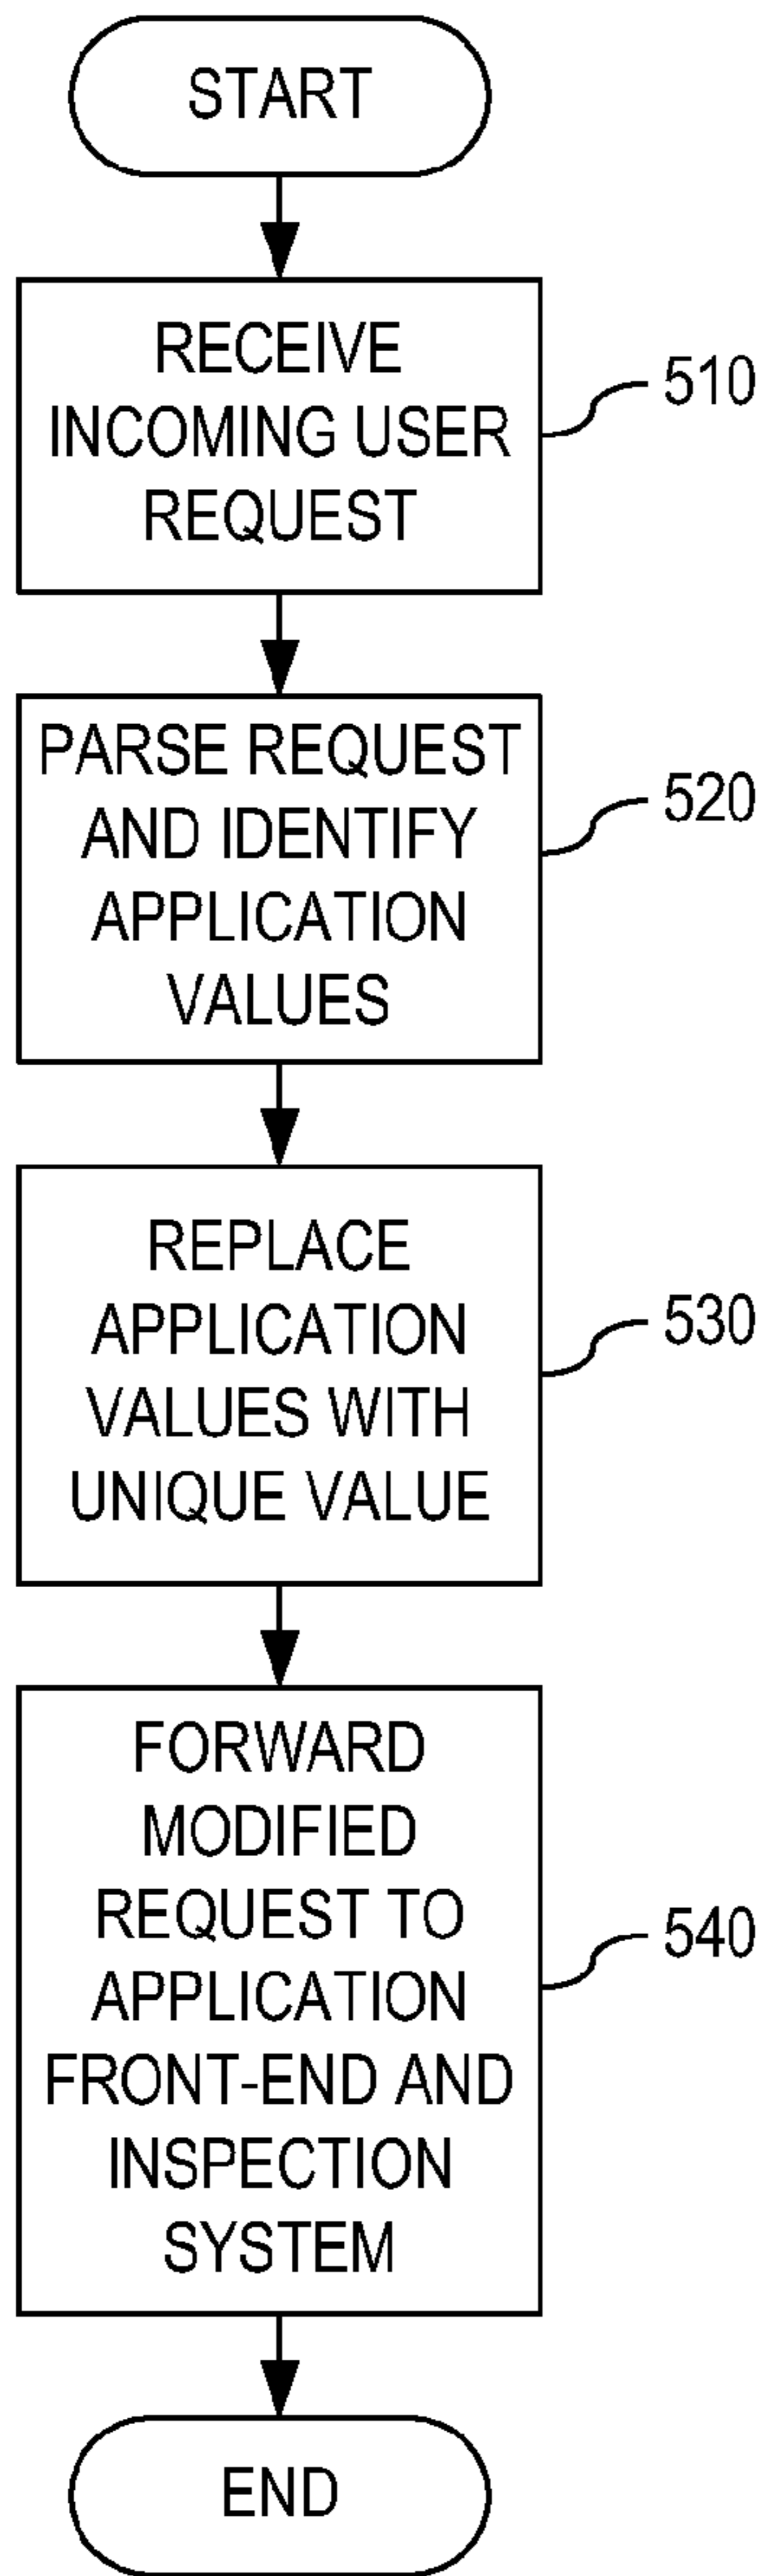 START
RECEIVE
INCOMING USER
REQUEST
510
PARSE REQUEST
AND IDENTIFY
APPLICATION
VALUES
520
REPLACE
APPLICATION
VALUES WITH
UNIQUE VALUE
530
FORWARD
MODIFIED
REQUEST TO
APPLICATION
FRONT-END AND
INSPECTION
SYSTEM
540
END